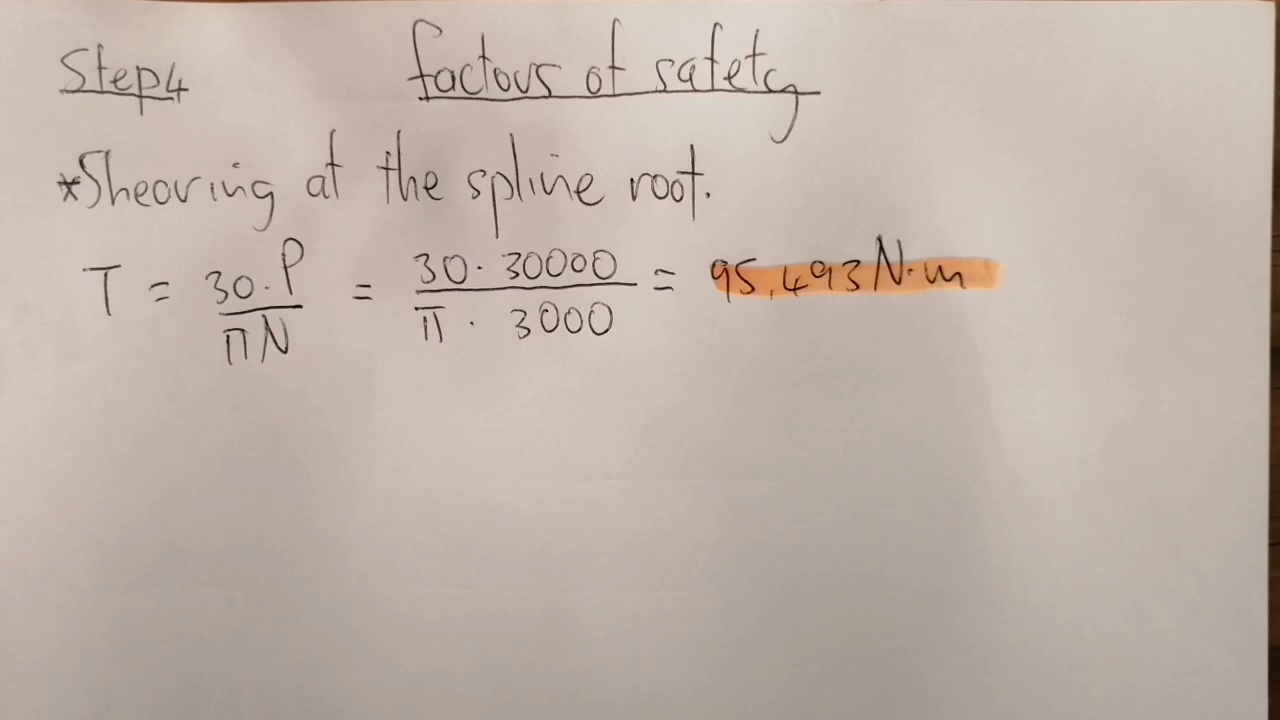 Step4 factors of safety
*Shearing at the spline root.
T = 30.P / πN = 30. 30000 / π . 3000 = 95,493 N.m